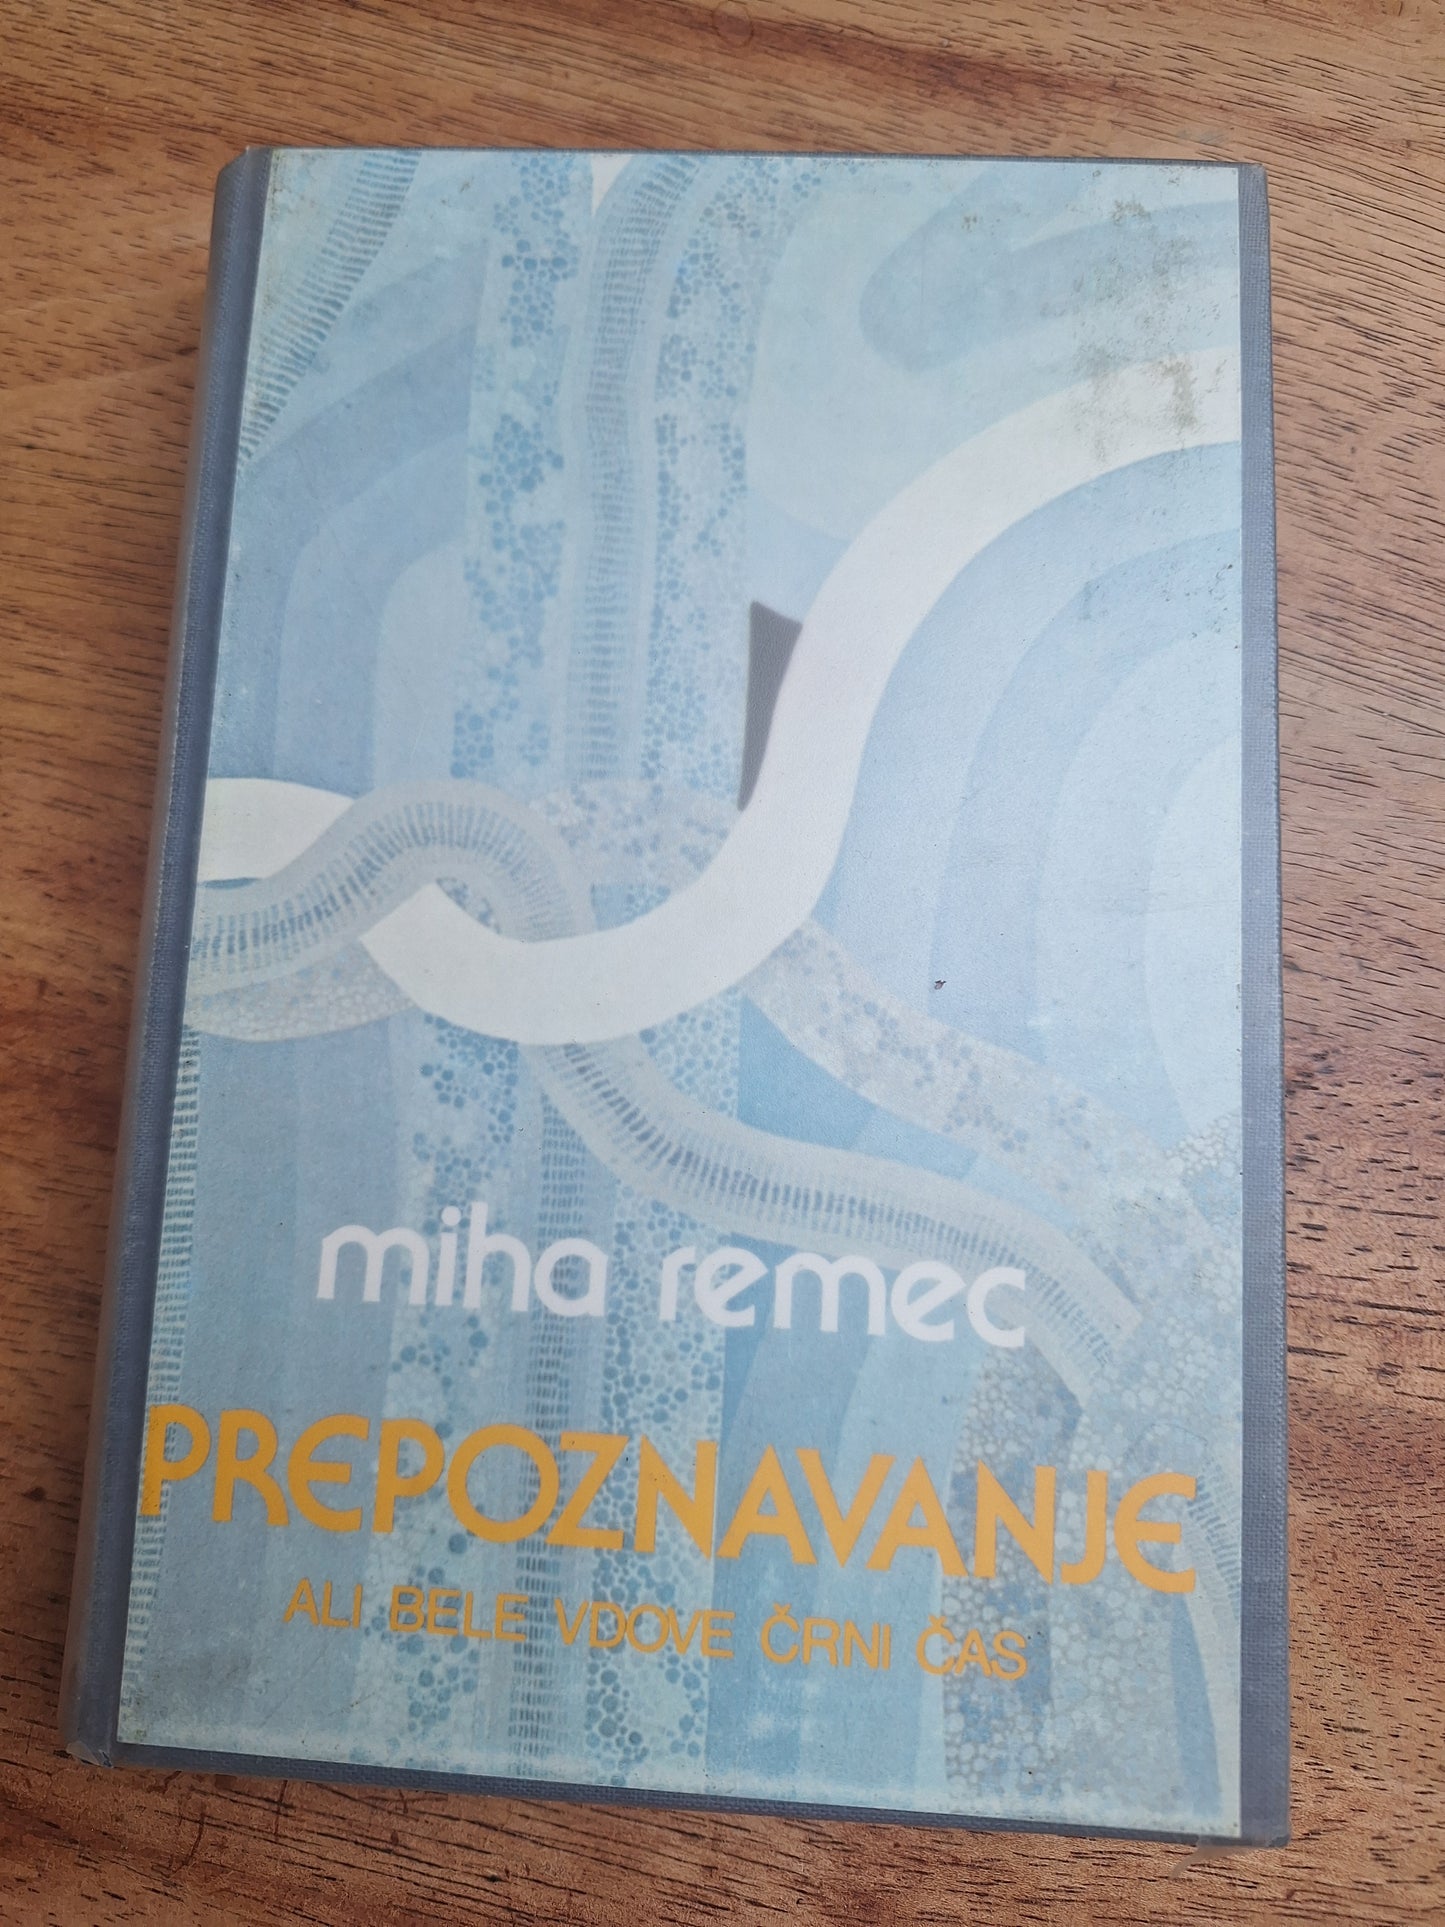 miha remec
PREPOZNAVANJE
ALI BELE VDOVE ČRNI ČAS